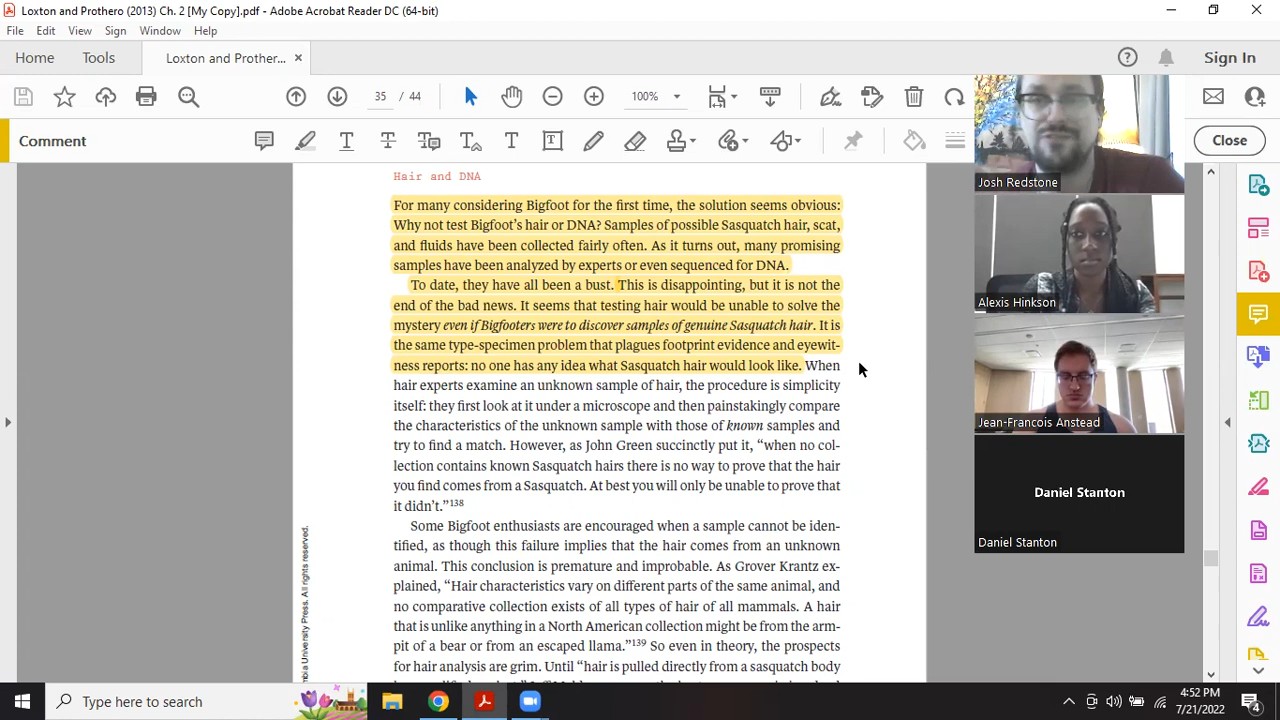 Loxton and Prothero (2013) Ch. 2 [My Copy].pdf - Adobe Acrobat Reader DC (64-bit)
File Edit View Sign Window Help
Home Tools Loxton and Prother... × Sign In
35 / 44 100%
Comment Close
Hair and DNA
For many considering Bigfoot for the first time, the solution seems obvious:
Why not test Bigfoot's hair or DNA? Samples of possible Sasquatch hair, scat,
and fluids have been collected fairly often. As it turns out, many promising
samples have been analyzed by experts or even sequenced for DNA.
To date, they have all been a bust. This is disappointing, but it is not the
end of the bad news. It seems that testing hair would be unable to solve the
mystery even if Bigfooters were to discover samples of genuine Sasquatch hair. It is
the same type-specimen problem that plagues footprint evidence and eyewit-
ness reports: no one has any idea what Sasquatch hair would look like. When
hair experts examine an unknown sample of hair, the procedure is simplicity
itself: they first look at it under a microscope and then painstakingly compare
the characteristics of the unknown sample with those of known samples and
try to find a match. However, as John Green succinctly put it, “when no col-
lection contains known Sasquatch hairs there is no way to prove that the hair
you find comes from a Sasquatch. At best you will only be unable to prove that
it didn't.”138
Some Bigfoot enthusiasts are encouraged when a sample cannot be iden-
tified, as though this failure implies that the hair comes from an unknown
animal. This conclusion is premature and improbable. As Grover Krantz ex-
plained, “Hair characteristics vary on different parts of the same animal, and
no comparative collection exists of all types of hair of all mammals. A hair
that is unlike anything in a North American collection might be from the arm-
pit of a bear or from an escaped llama.”139 So even in theory, the prospects
for hair analysis are grim. Until “hair is pulled directly from a sasquatch body
mbia University Press. All rights reserved.
Josh Redstone
Alexis Hinkson
Jean-Francois Anstead
Daniel Stanton
Daniel Stanton
Type here to search
4:52 PM
7/21/2022
4